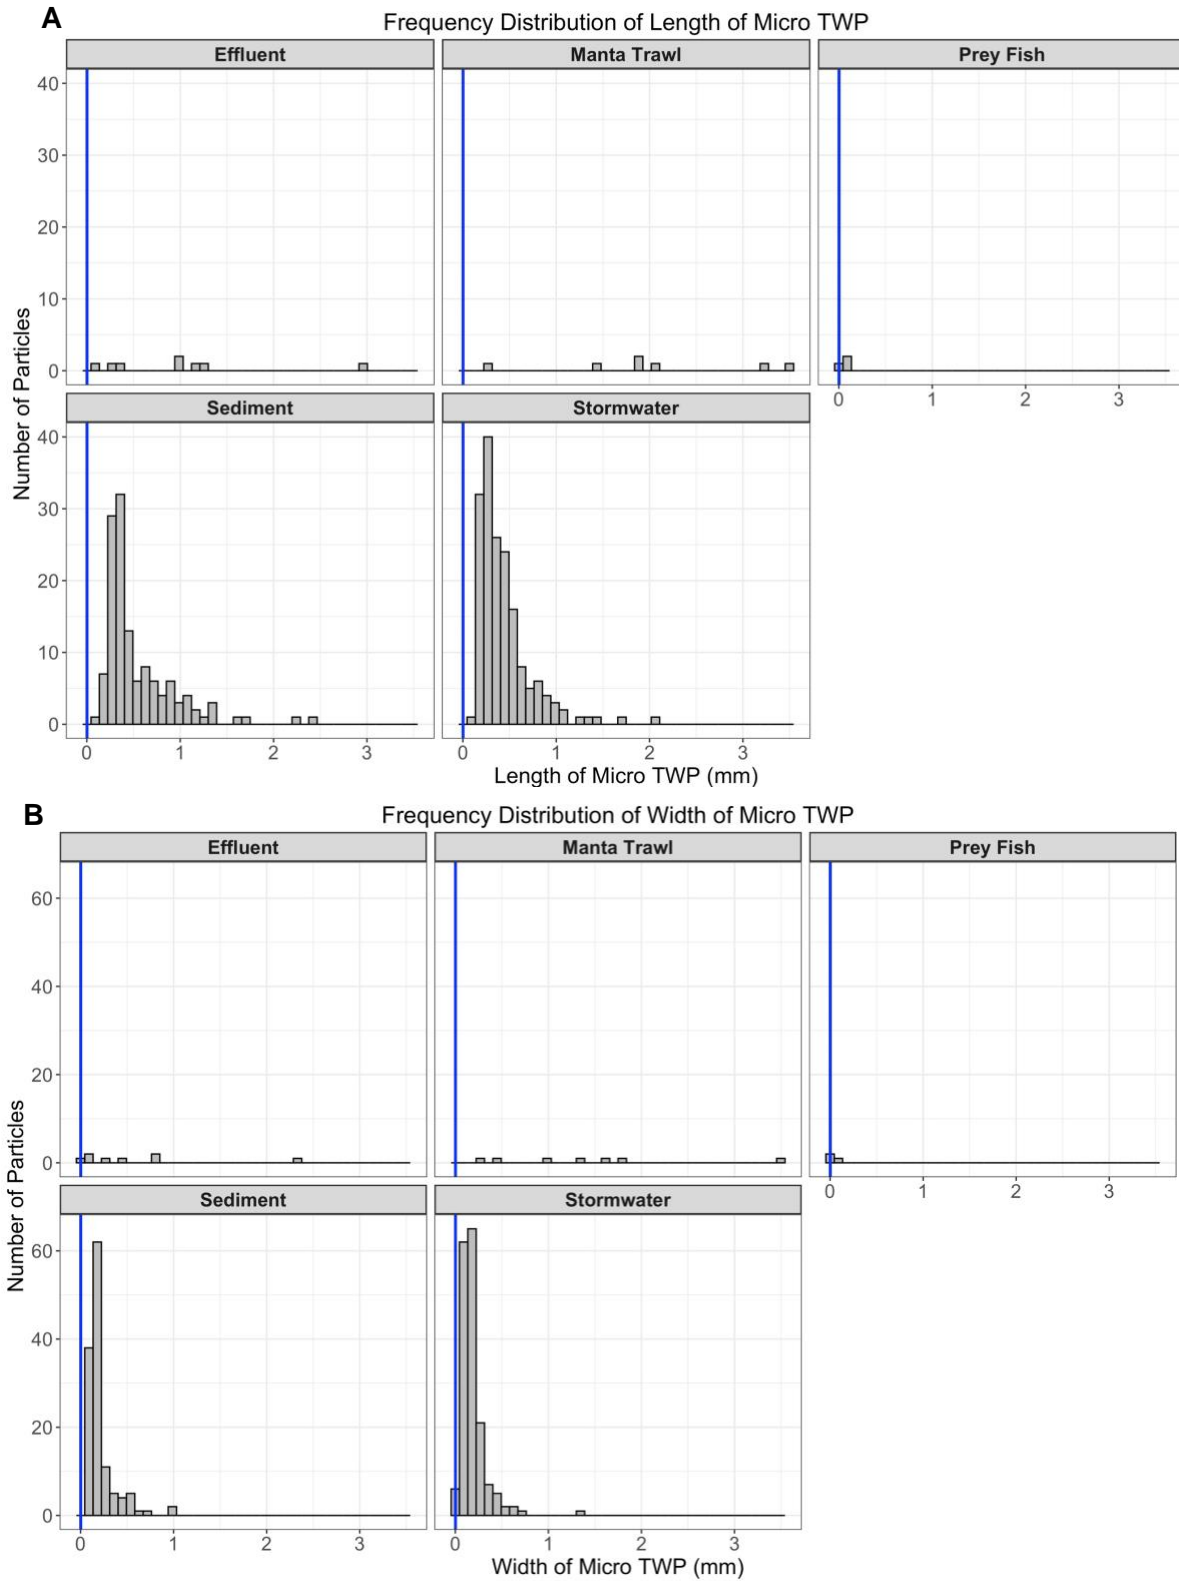 A
Frequency Distribution of Length of Micro TWP
Effluent
Manta Trawl
Prey Fish
40
30
20
10
0
0 1 2 3
Sediment
Stormwater
40
30
20
10
0
0 1 2 3
0 1 2 3
Number of Particles
Length of Micro TWP (mm)
B
Frequency Distribution of Width of Micro TWP
Effluent
Manta Trawl
Prey Fish
60
40
20
0
0 1 2 3
Sediment
Stormwater
60
40
20
0
0 1 2 3
0 1 2 3
Number of Particles
Width of Micro TWP (mm)